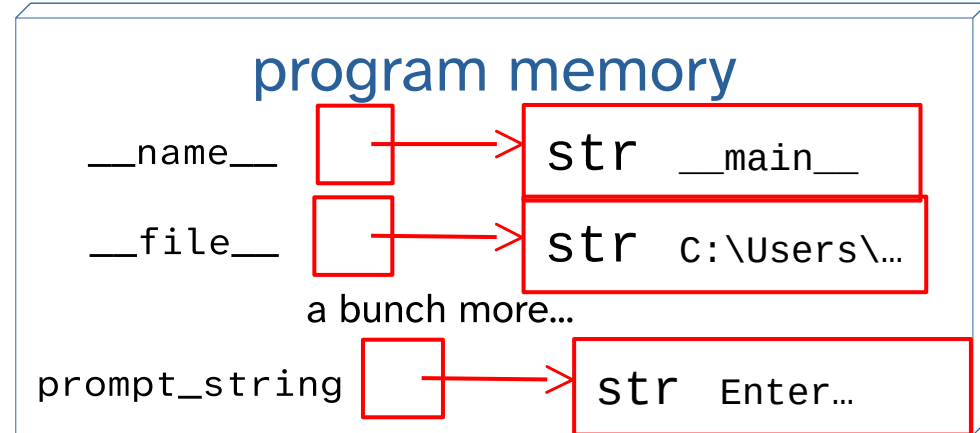 program memory
__name__ str __main__
__file__ str C:\Users\…
a bunch more...
prompt_string str Enter…